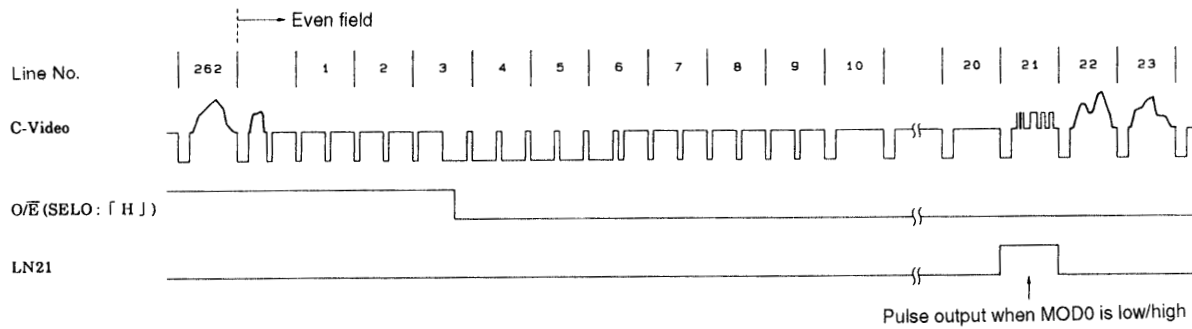 Even field
Line No. 262 1 2 3 4 5 6 7 8 9 10 20 21 22 23
C-Video
O/E̅ (SELO : 「 H 」)
LN21
Pulse output when MOD0 is low/high